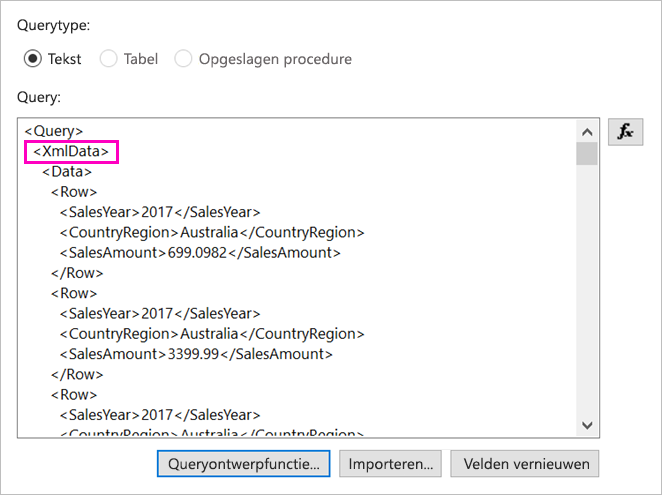 Querytype:
Tekst Tabel Opgeslagen procedure
Query:
<Query>
<XmlData>
<Data>
<Row>
<SalesYear>2017</SalesYear>
<CountryRegion>Australia</CountryRegion>
<SalesAmount>699.0982</SalesAmount>
</Row>
<Row>
<SalesYear>2017</SalesYear>
<CountryRegion>Australia</CountryRegion>
<SalesAmount>3399.99</SalesAmount>
</Row>
<Row>
<SalesYear>2017</SalesYear>
<CountryRegion>Australia</CountryRegion>
fx
Queryontwerpfunctie... Importeren... Velden vernieuwen